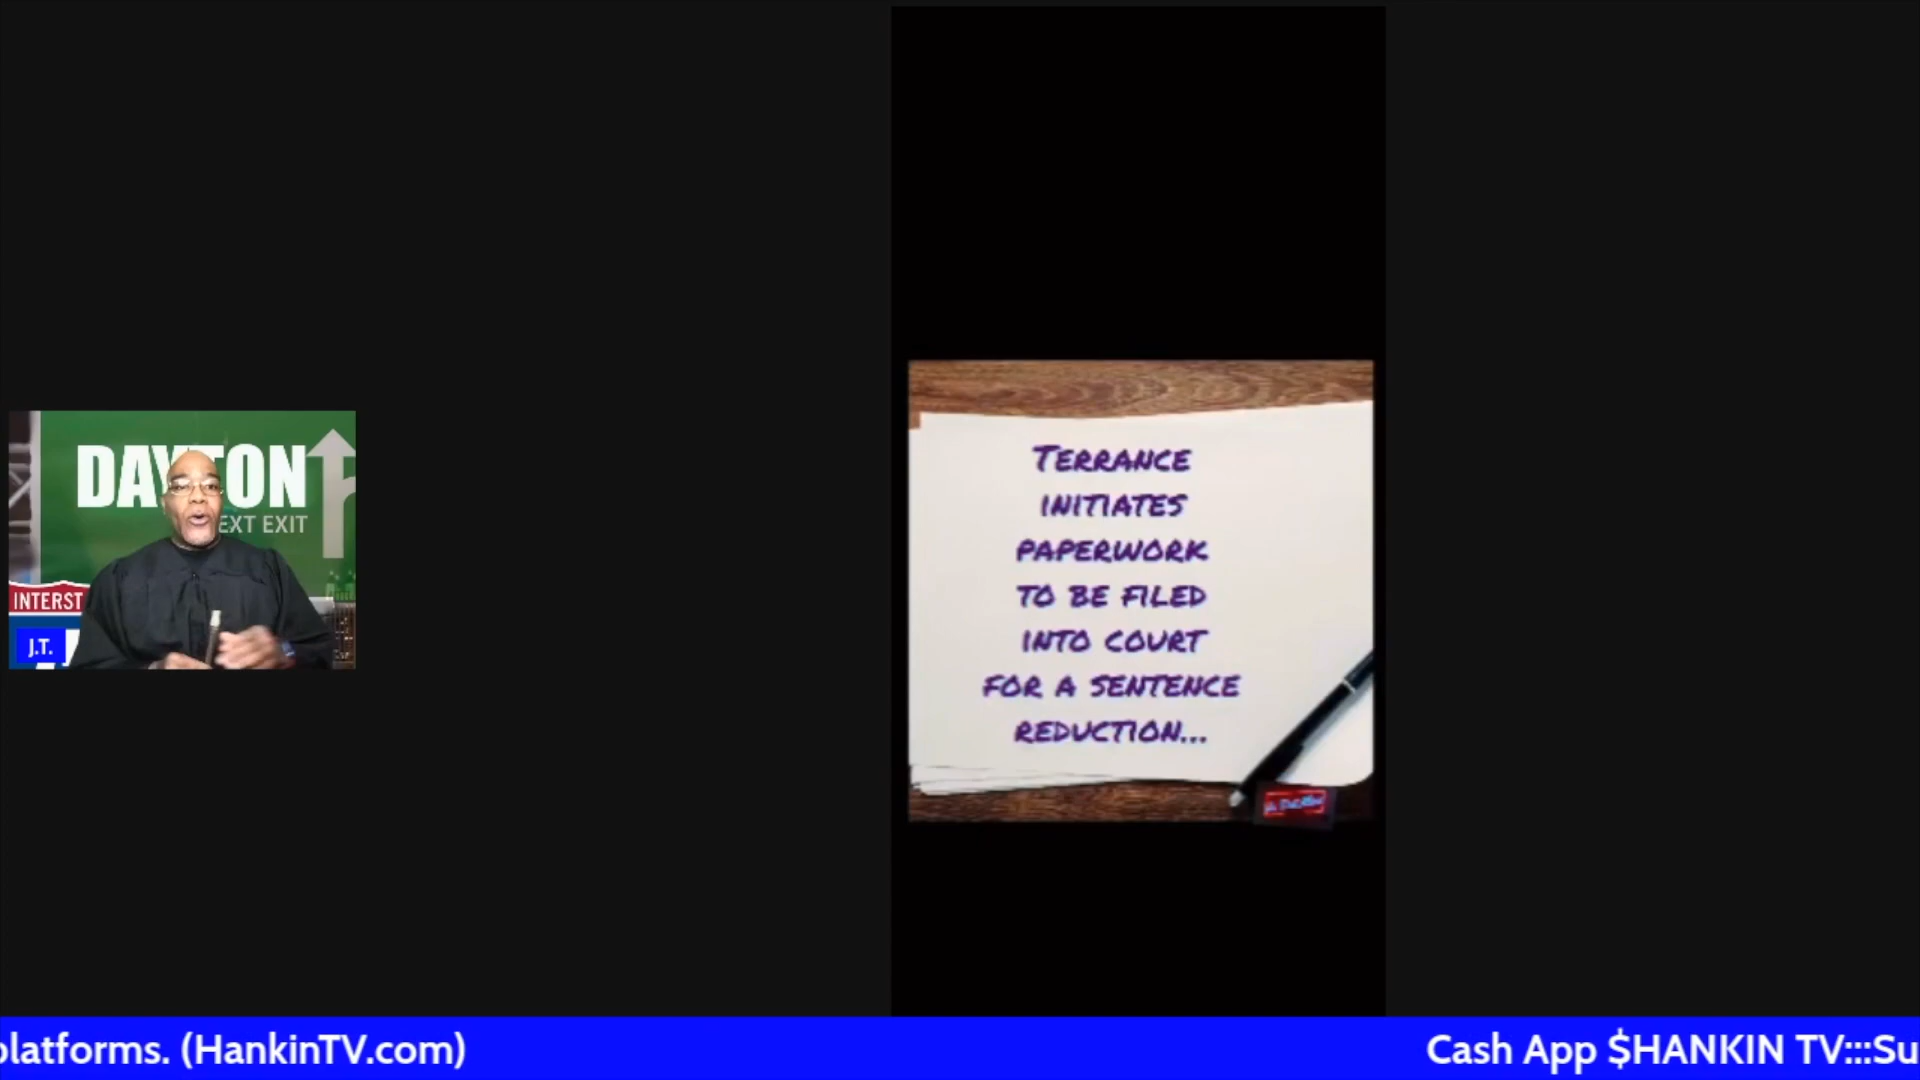 DAYTON
EXT EXIT
INTERST
J.T.
TERRANCE
INITIATES
PAPERWORK
TO BE FILED
INTO COURT
FOR A SENTENCE
REDUCTION...
platforms. (HankinTV.com)
Cash App $HANKIN TV:::Su